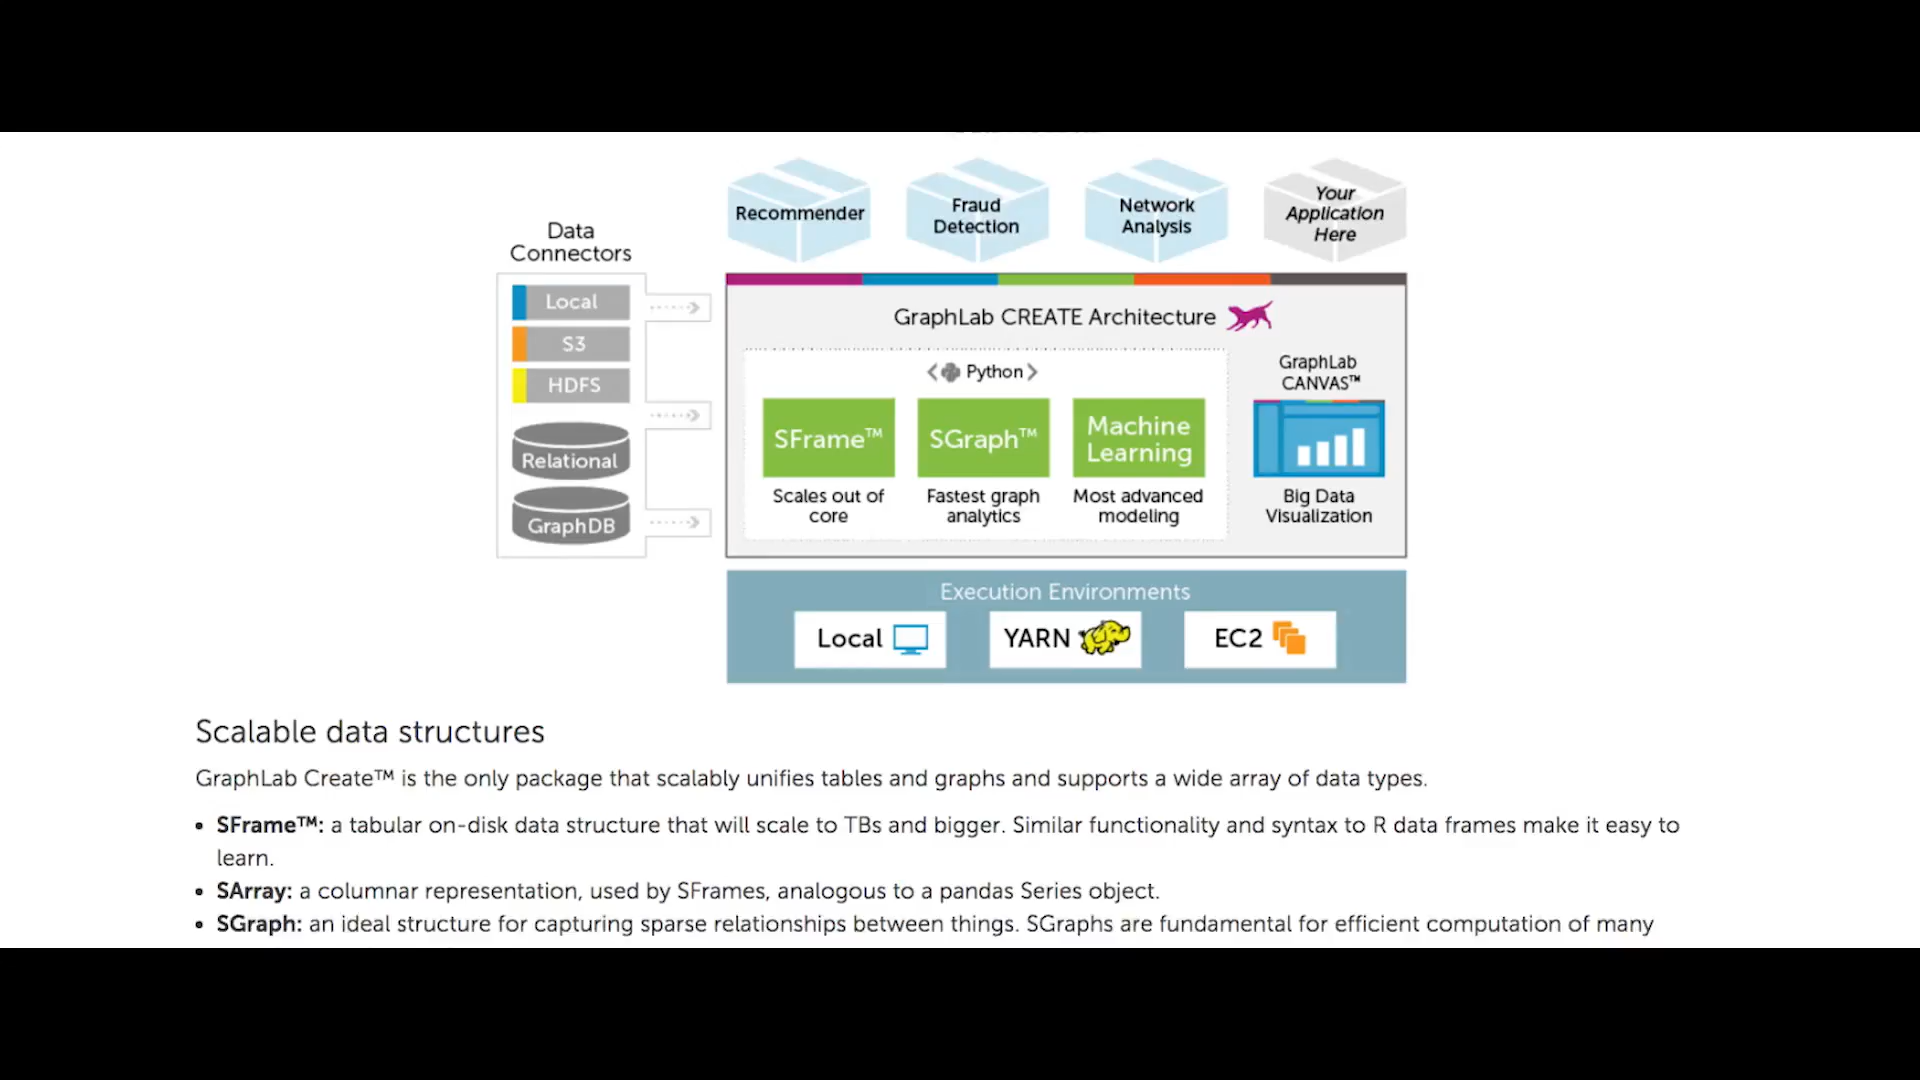 Recommender
Fraud
Detection
Network
Analysis
Your
Application
Here
Data
Connectors
Local
S3
HDFS
Relational
GraphDB
GraphLab CREATE Architecture
< Python >
SFrame™
Scales out of
core
SGraph™
Fastest graph
analytics
Machine
Learning
Most advanced
modeling
GraphLab
CANVAS™
Big Data
Visualization
Execution Environments
Local
YARN
EC2
Scalable data structures
GraphLab Create™ is the only package that scalably unifies tables and graphs and supports a wide array of data types.
• SFrame™: a tabular on-disk data structure that will scale to TBs and bigger. Similar functionality and syntax to R data frames make it easy to
learn.
• SArray: a columnar representation, used by SFrames, analogous to a pandas Series object.
• SGraph: an ideal structure for capturing sparse relationships between things. SGraphs are fundamental for efficient computation of many